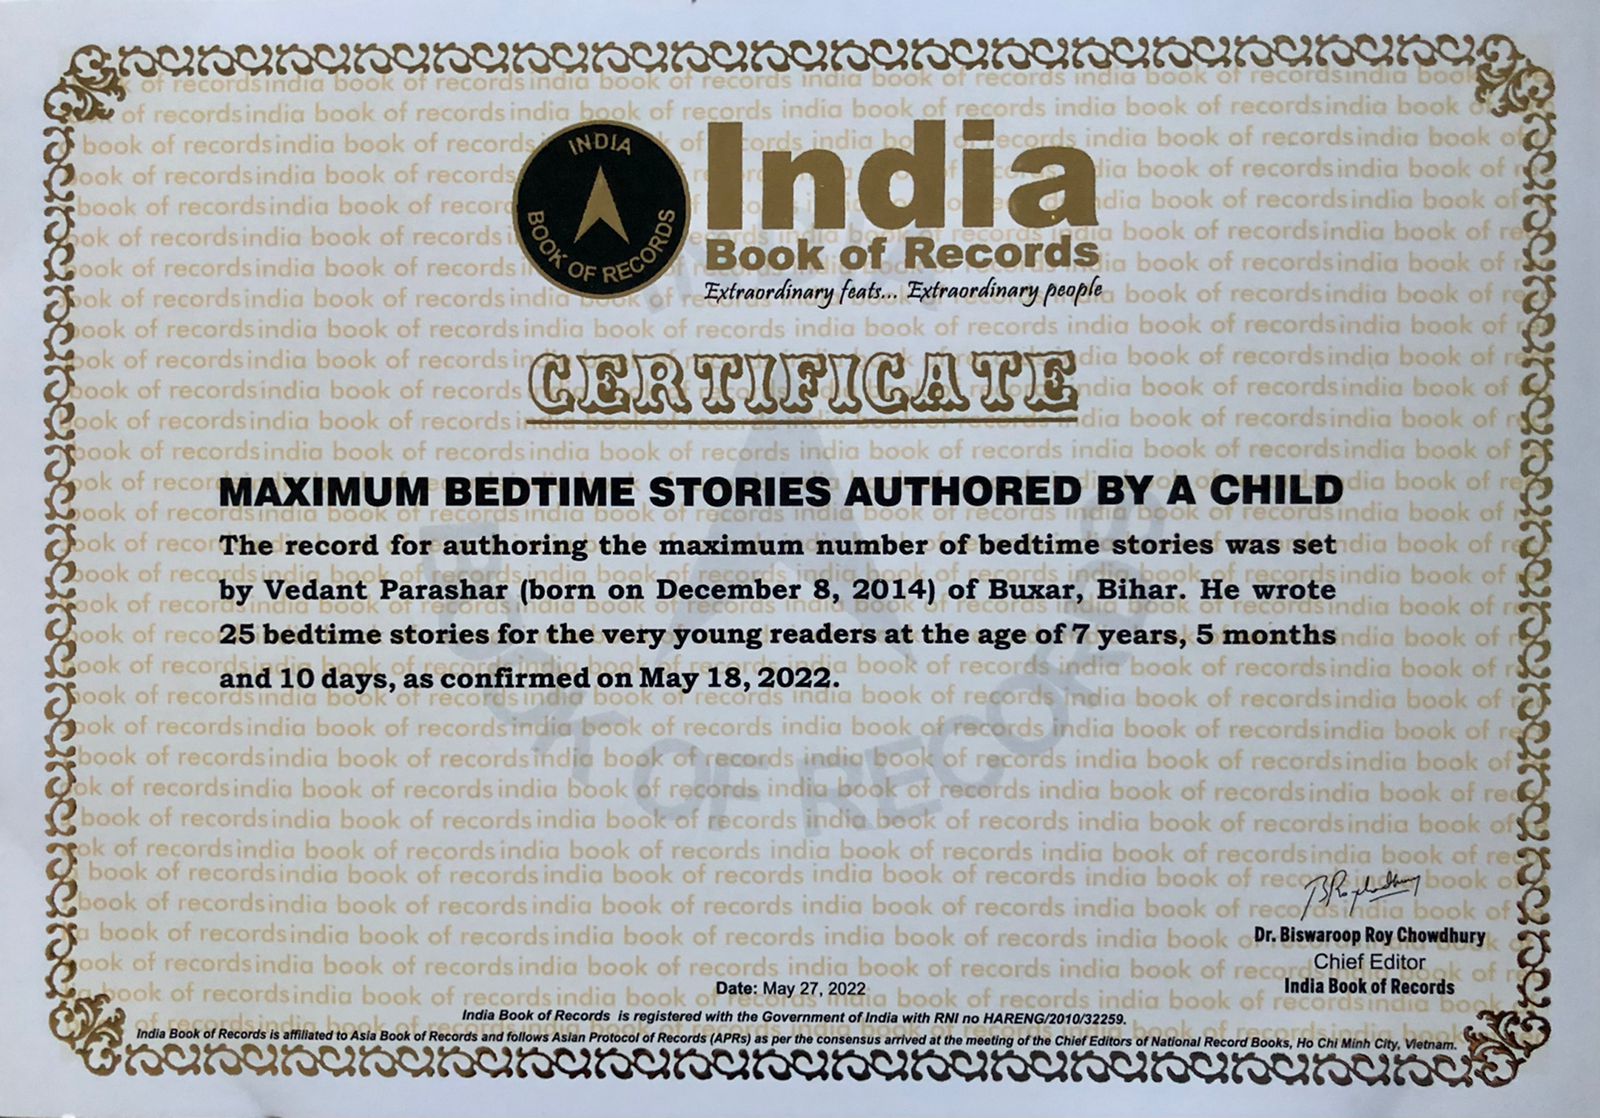 INDIA
BOOK OF RECORDS
India
Book of Records
Extraordinary feats... Extraordinary people
CERTIFICATE
MAXIMUM BEDTIME STORIES AUTHORED BY A CHILD
The record for authoring the maximum number of bedtime stories was set
by Vedant Parashar (born on December 8, 2014) of Buxar, Bihar. He wrote
25 bedtime stories for the very young readers at the age of 7 years, 5 months
and 10 days, as confirmed on May 18, 2022.
Dr. Biswaroop Roy Chowdhury
Chief Editor
India Book of Records
Date: May 27, 2022
India Book of Records is registered with the Government of India with RNI no HARENG/2010/32259.
India Book of Records is affiliated to Asia Book of Records and follows Asian Protocol of Records (APRs) as per the consensus arrived at the meeting of the Chief Editors of National Record Books, Ho Chi Minh City, Vietnam.